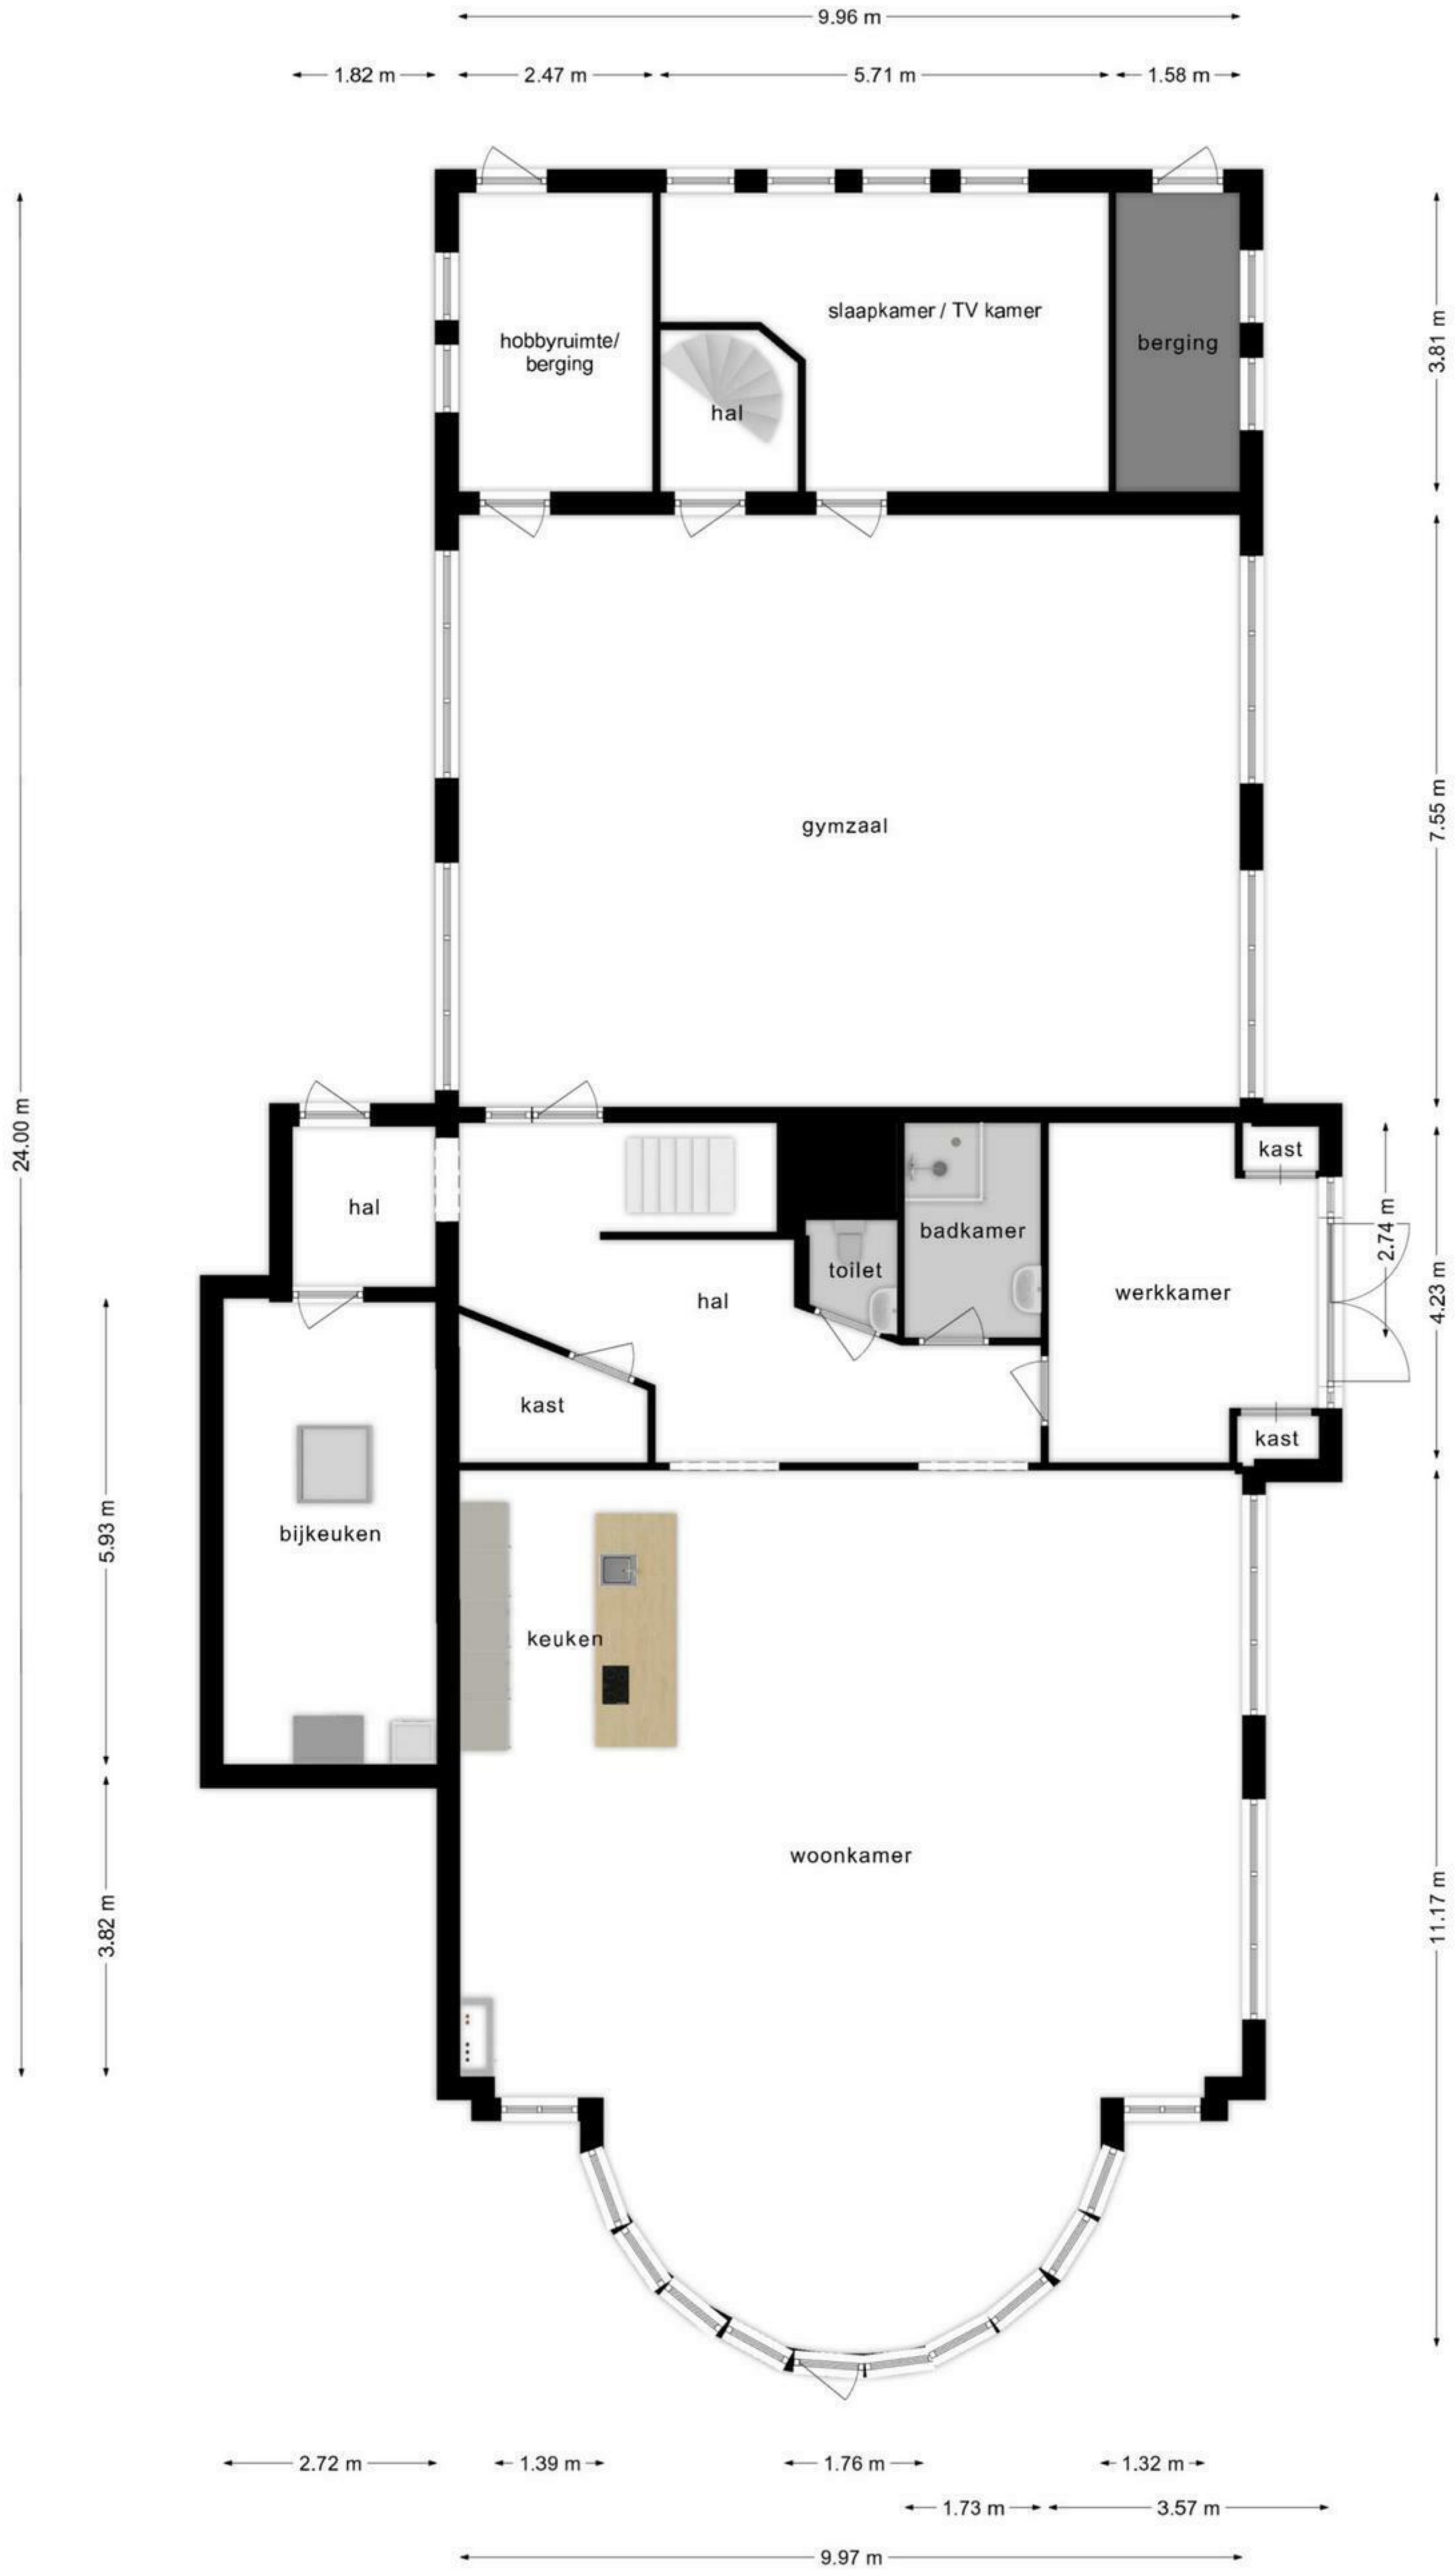 9.96 m
1.82 m
2.47 m
5.71 m
1.58 m
slaapkamer / TV kamer
hobbyruimte/
berging
berging
hal
3.81 m
gymzaal
7.55 m
24.00 m
kast
hal
badkamer
toilet
werkkamer
hal
2.74 m
4.23 m
kast
kast
bijkeuken
5.93 m
keuken
woonkamer
3.82 m
11.17 m
2.72 m
1.39 m
1.76 m
1.32 m
1.73 m
3.57 m
9.97 m